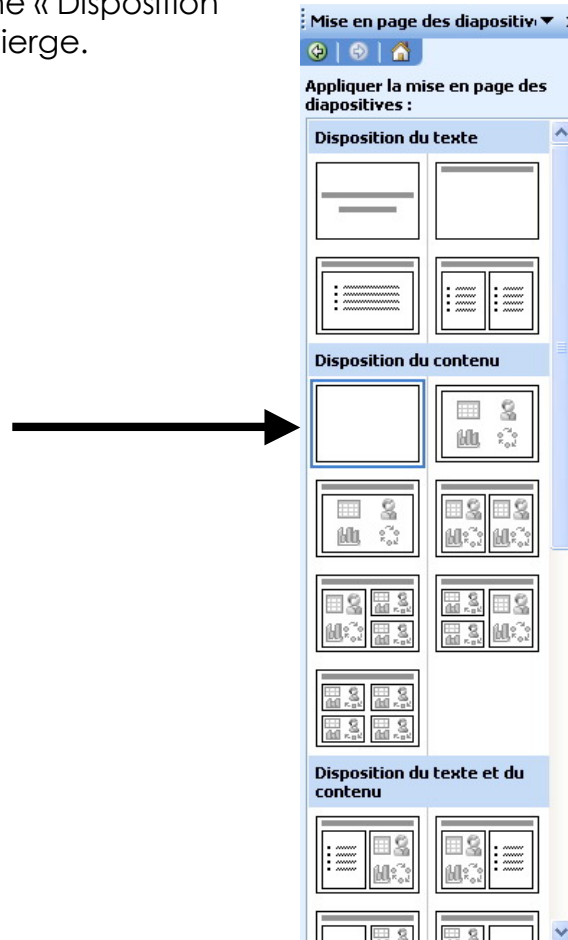 « Disposition
ierge.
Mise en page des
Appliquer la mise en page des
diapositives :
Disposition du texte
Disposition du contenu
Disposition du texte et du
contenu